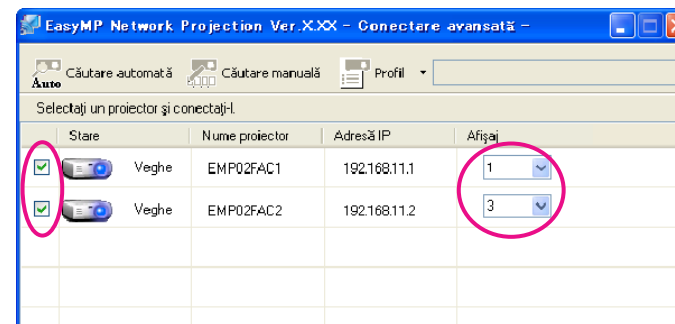 EasyMP Network Projection Ver.X.XX - Conectare avansată -
Auto Căutare automată Căutare manuală Profil
Selectați un proiector și conectați-l.
Stare Nume proiector Adresă IP Afișaj
Veghe EMP02FAC1 192.168.11.1 1
Veghe EMP02FAC2 192.168.11.2 3